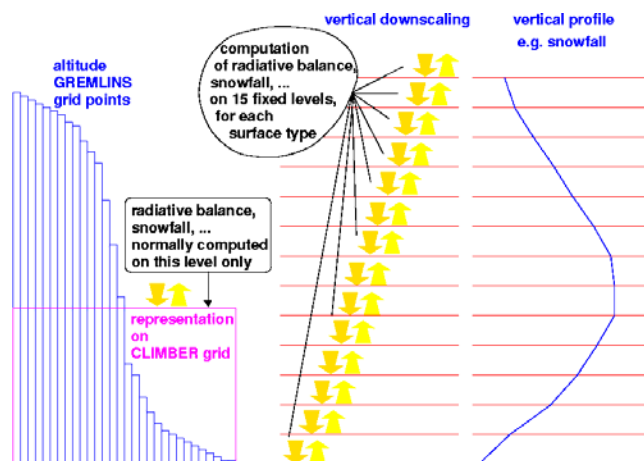 altitude
GREMLINS
grid points
computation
of radiative balance,
snowfall, ...
on 15 fixed levels,
for each
surface type
vertical downscaling
vertical profile
e.g. snowfall
radiative balance,
snowfall, ...
normally computed
on this level only
representation
on
CLIMBER grid